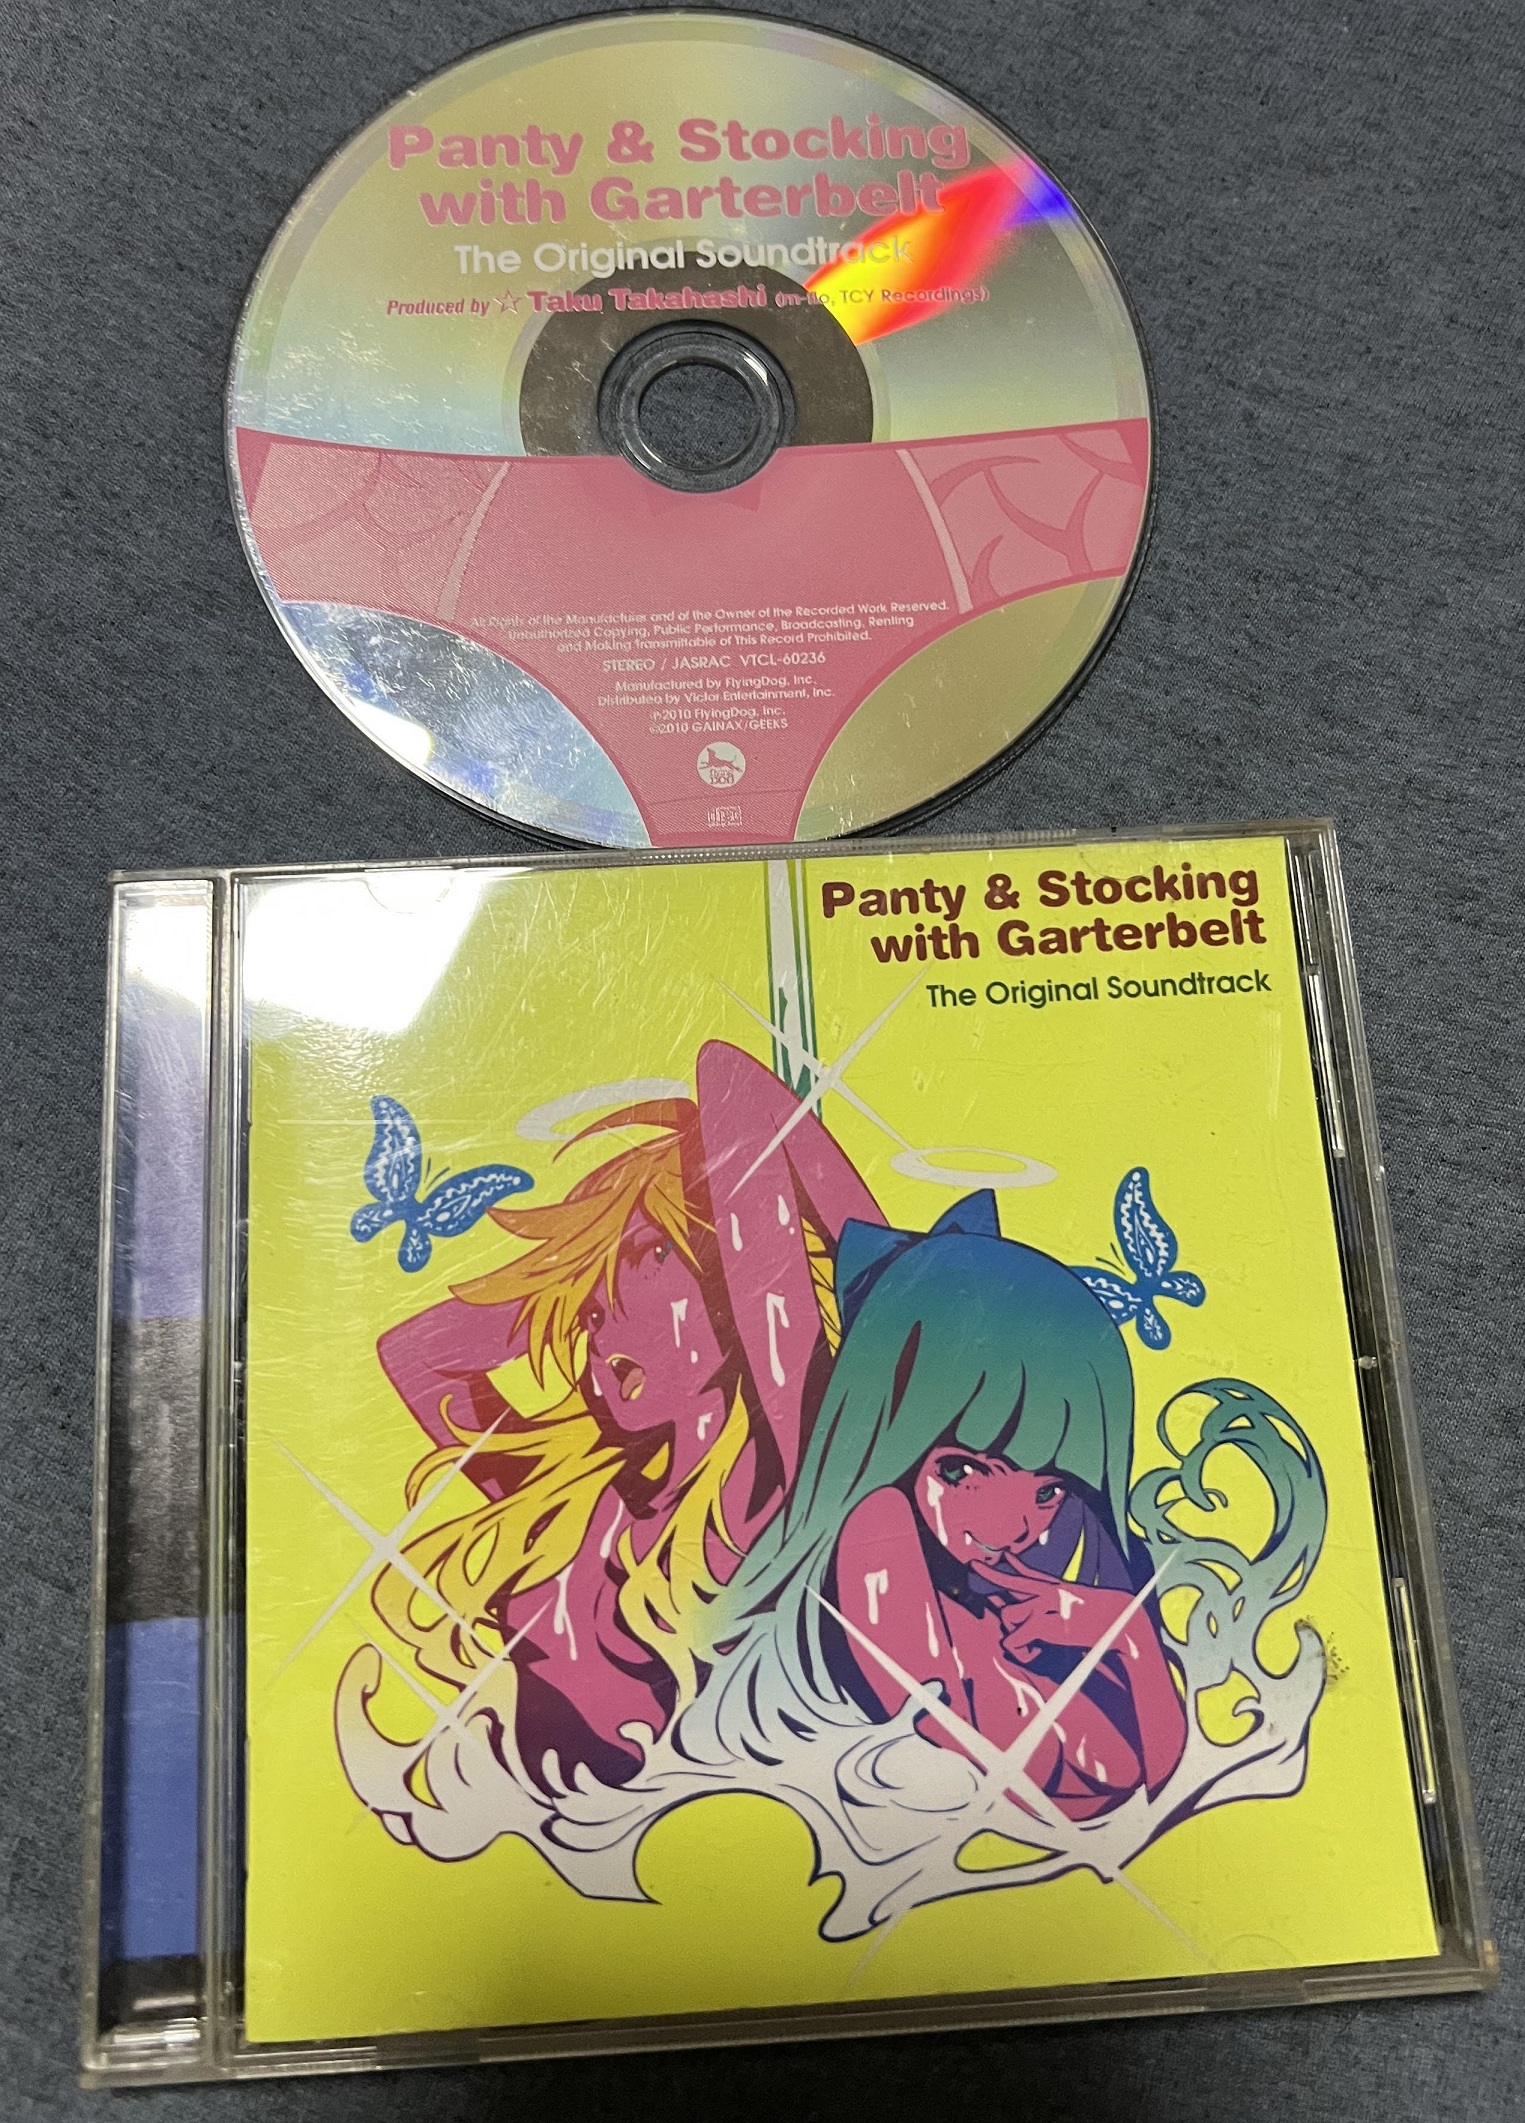 Panty & Stocking
with Garterbelt
The Original Soundtrack
Produced by ☆ Taku Takahashi (m-flo, TCY Recordings)
All Rights of the Manufacturer and of the Owner of the Recorded Work Reserved.
Unauthorized Copying, Public Performance, Broadcasting, Renting
and Making Transmittable of This Record Prohibited.
STEREO / JASRAC VTCL-60236
Manufactured by FlyingDog, Inc.
Distributed by Victor Entertainment, Inc.
℗2010 FlyingDog, Inc.
©2010 GAINAX/GEEKS
Panty & Stocking
with Garterbelt
The Original Soundtrack